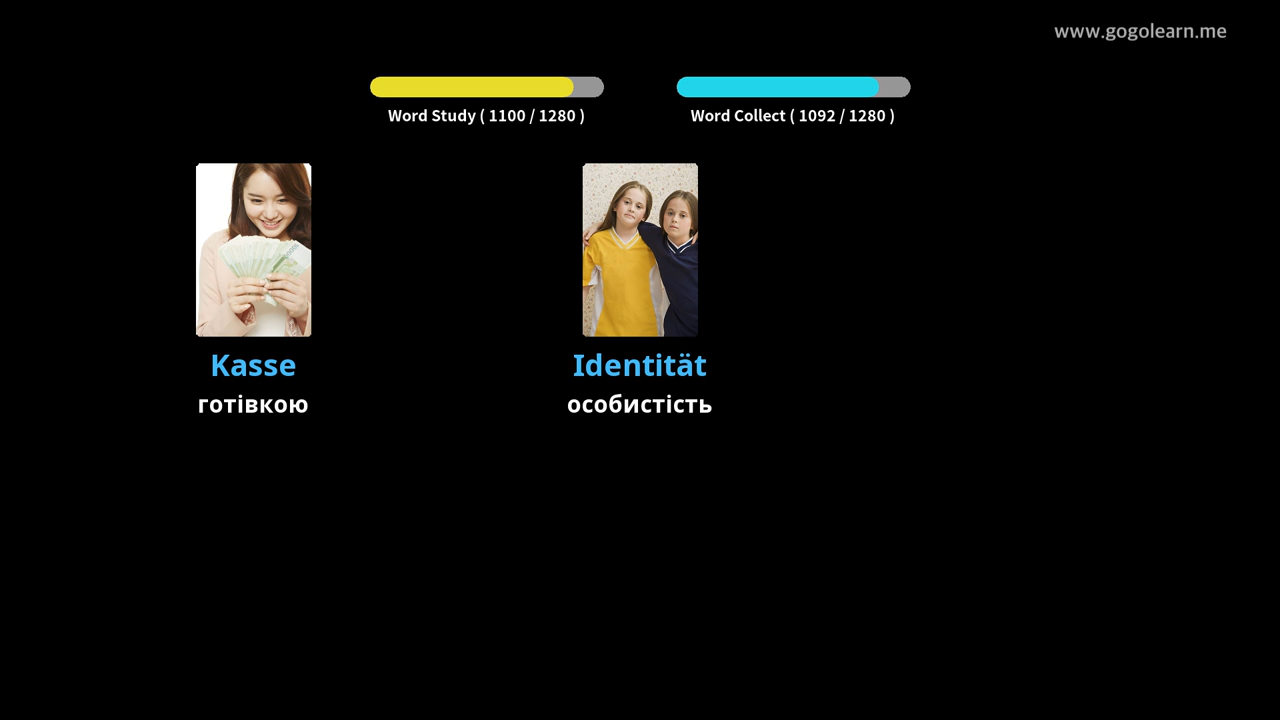 www.gogolearn.me
Word Study ( 1100 / 1280 )
Word Collect ( 1092 / 1280 )
Kasse
готівкою
Identität
особистість